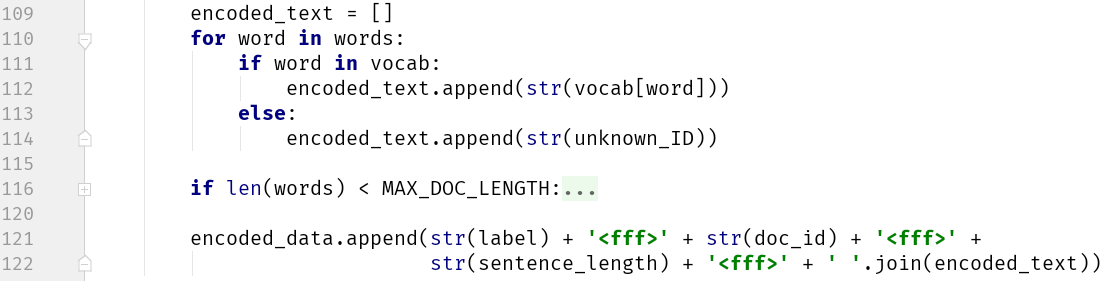 109 encoded_text = []
110 for word in words:
111 if word in vocab:
112 encoded_text.append(str(vocab[word]))
113 else:
114 encoded_text.append(str(unknown_ID))
115
116 if len(words) < MAX_DOC_LENGTH:...
120
121 encoded_data.append(str(label) + '<fff>' + str(doc_id) + '<fff>' +
122 str(sentence_length) + '<fff>' + ' '.join(encoded_text))